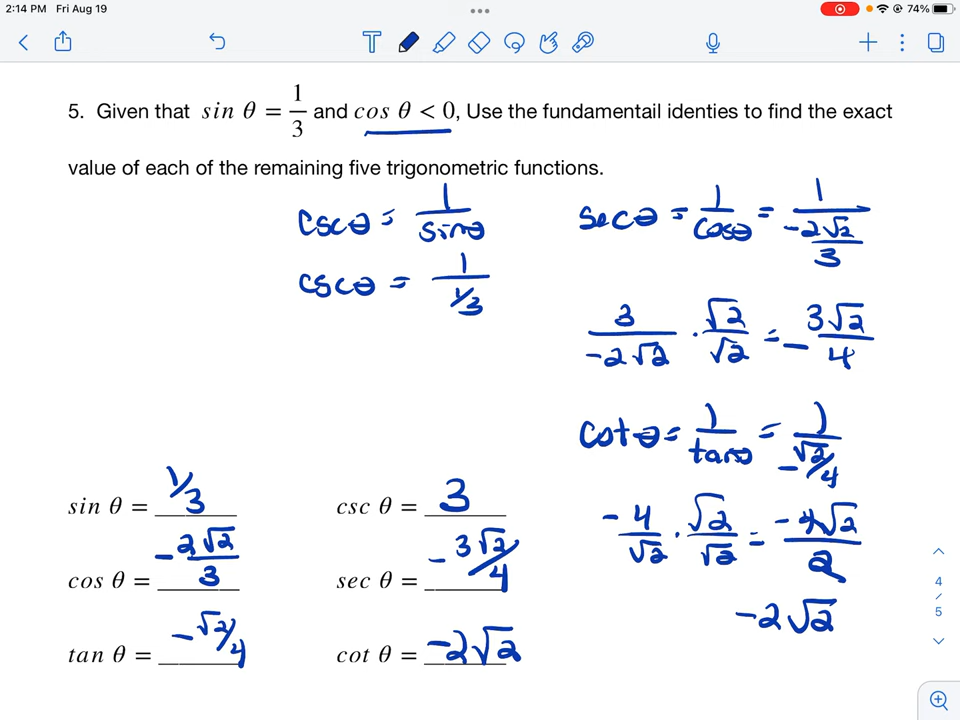 2:14 PM Fri Aug 19
74%
5. Given that sin θ = 1/3 and cos θ < 0, Use the fundamentail identies to find the exact
value of each of the remaining five trigonometric functions.
cscθ = 1/sinθ
cscθ = 1/(1/3)
secθ = 1/cosθ = 1/(-2√2/3)
3/(-2√2) · √2/√2 = -3√2/4
cotθ = 1/tanθ = 1/(-√2/4)
-4/√2 · √2/√2 = -4√2/2
-2√2
sin θ = 1/3
csc θ = 3
cos θ = -2√2/3
sec θ = -3√2/4
tan θ = -√2/4
cot θ = -2√2
4/5